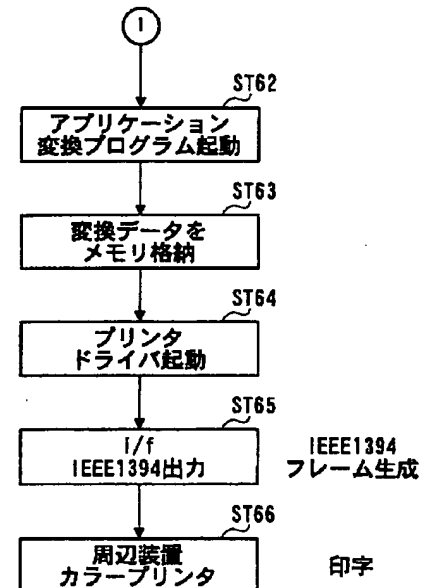 1
ST62
アプリケーション
変換プログラム起動
ST63
変換データを
メモリ格納
ST64
プリンタ
ドライバ起動
ST65
i/f
IEEE1394出力
IEEE1394
フレーム生成
ST66
周辺装置
カラープリンタ
印字